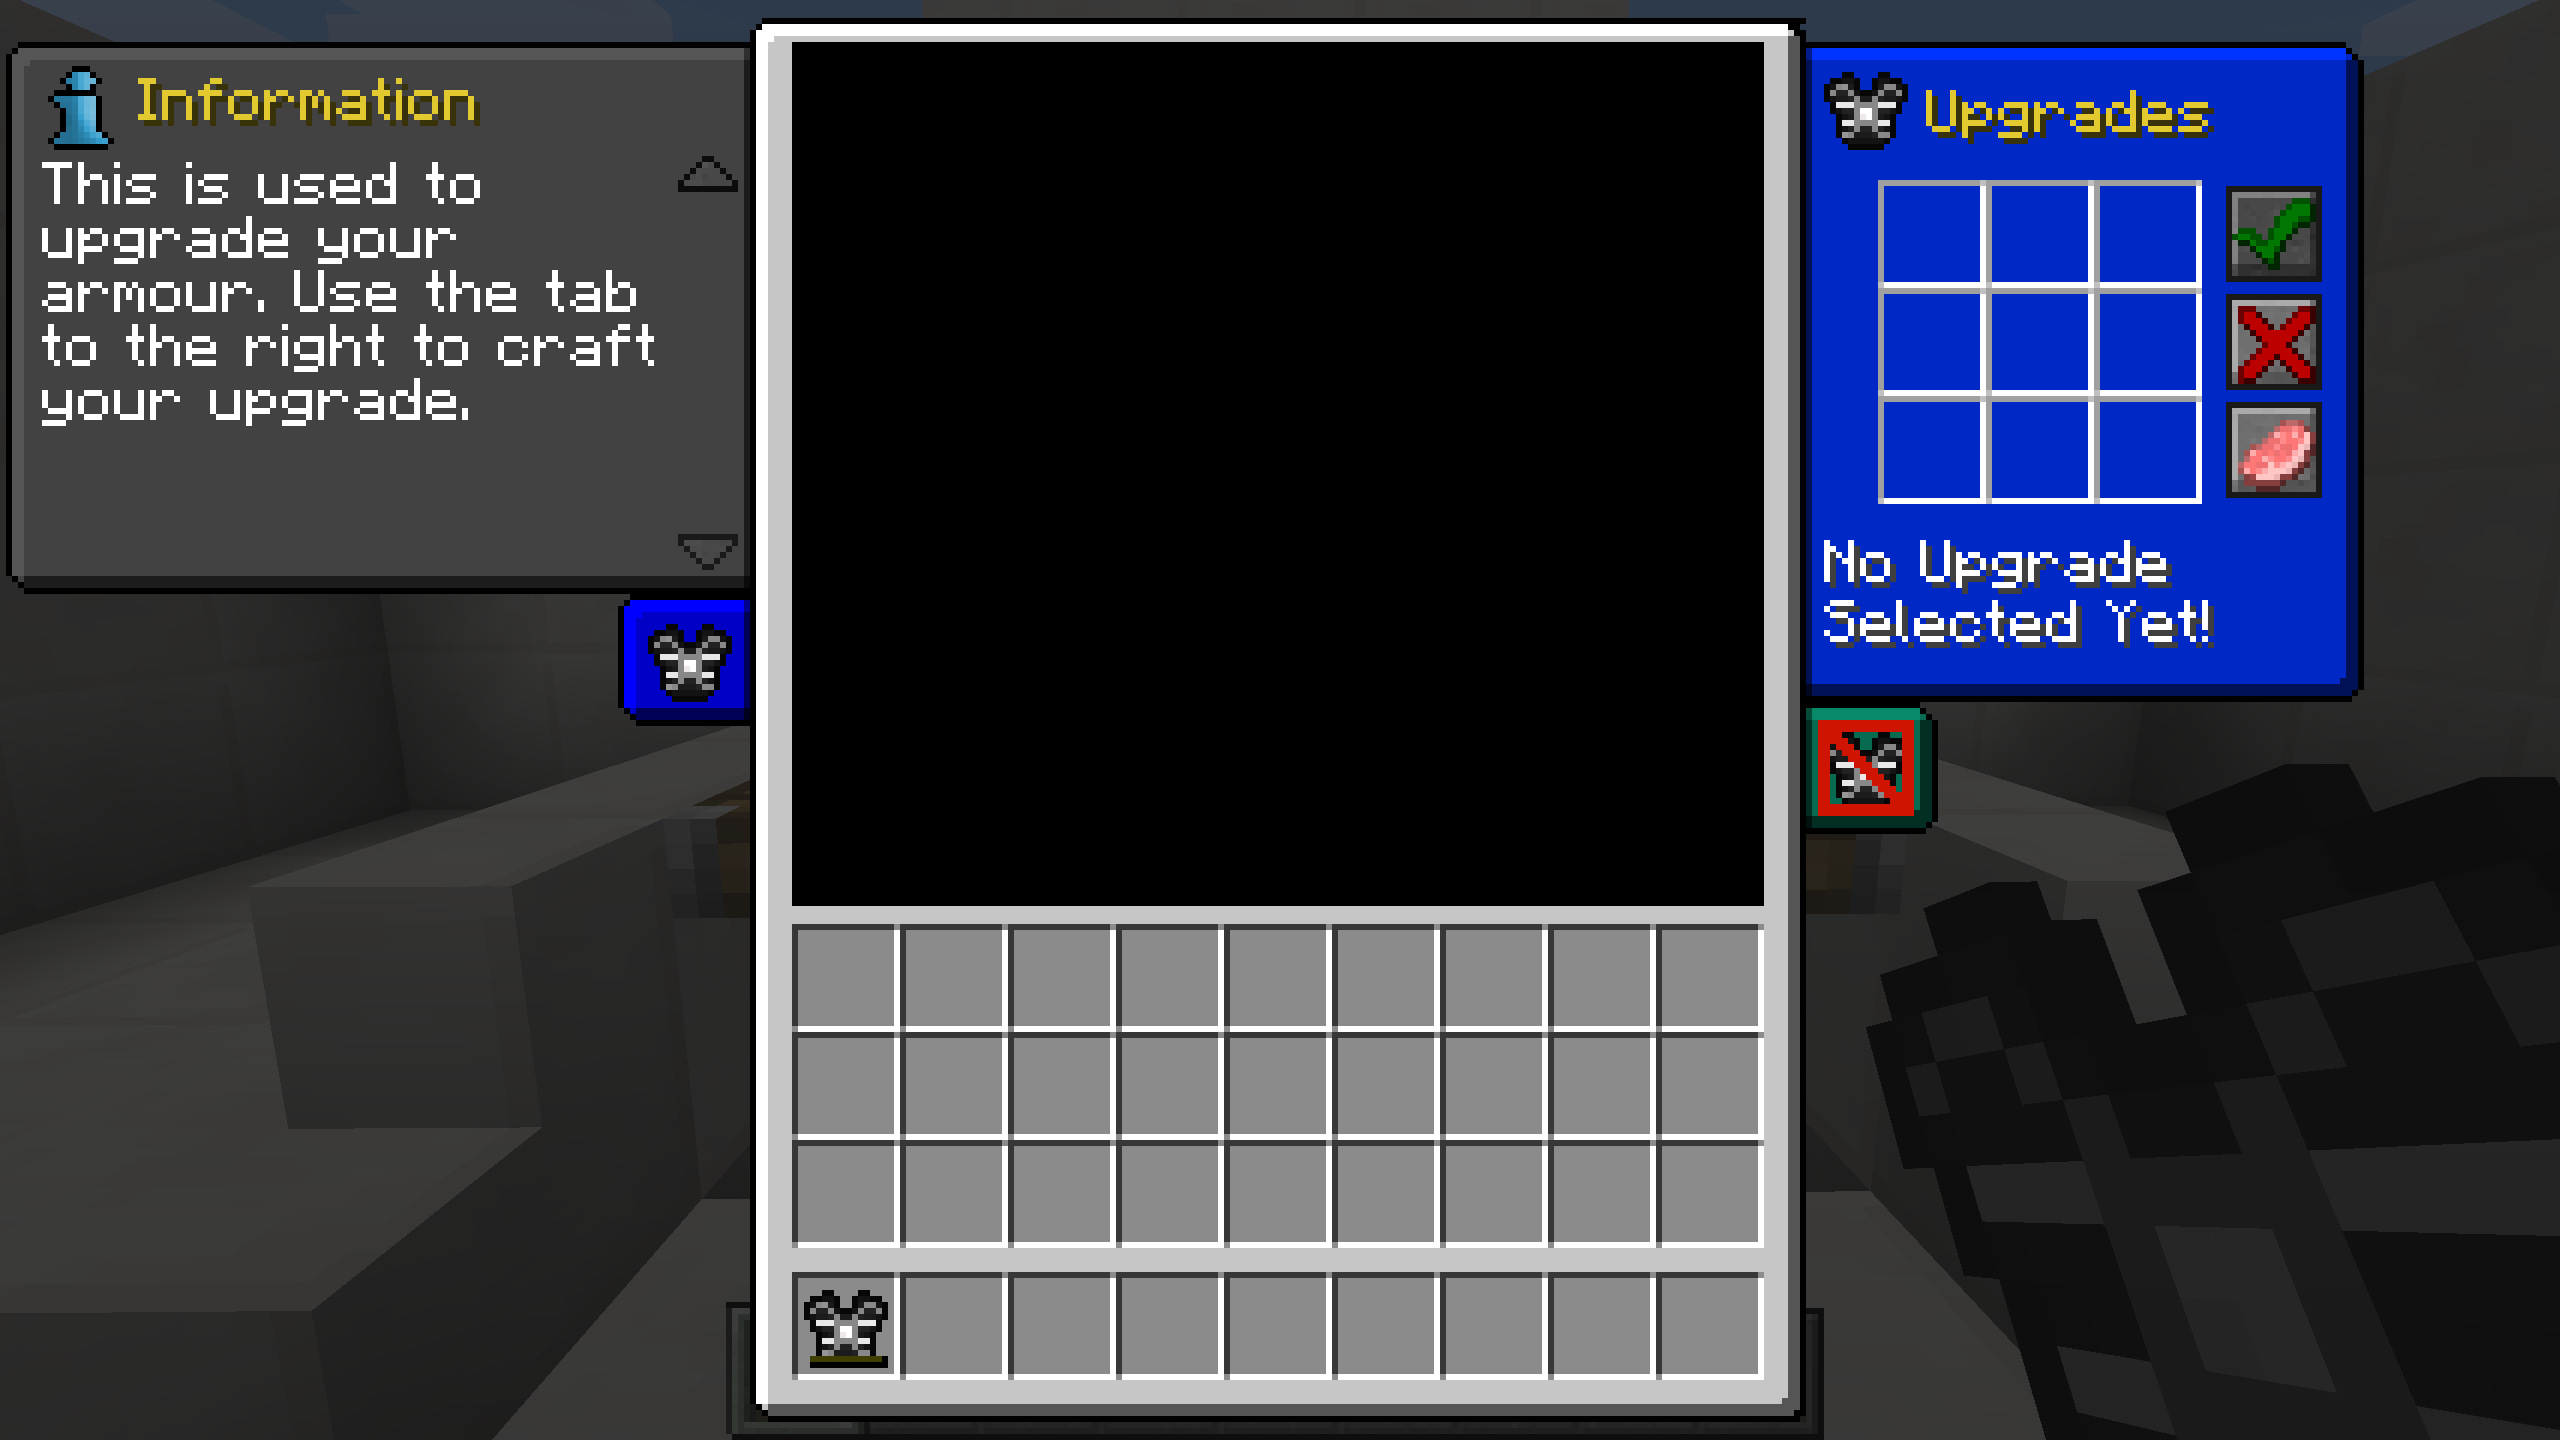 Information
This is used to
upgrade your
armour. Use the tab
to the right to craft
your upgrade.
Upgrades
No Upgrade
Selected Yet!